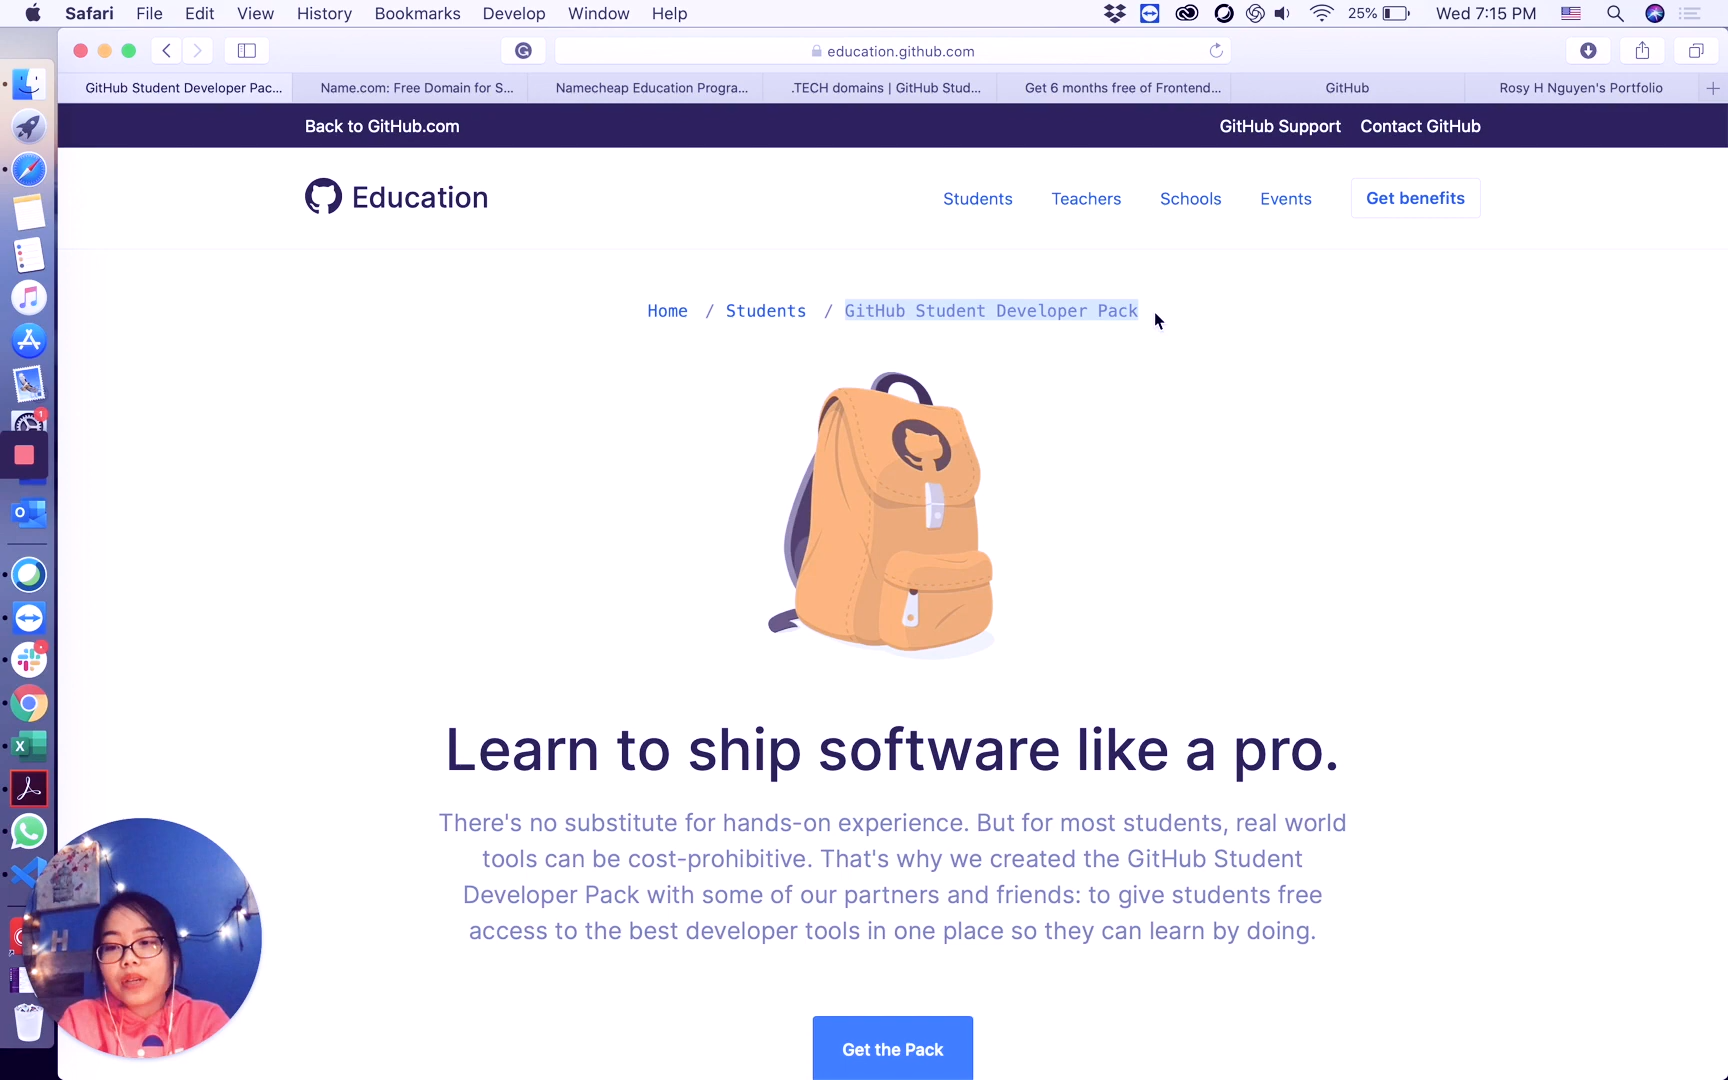 Safari File Edit View History Bookmarks Develop Window Help 25% Wed 7:15 PM
education.github.com
GitHub Student Developer Pac... Name.com: Free Domain for S... Namecheap Education Progra... .TECH domains | GitHub Stud... Get 6 months free of Frontend... GitHub Rosy H Nguyen's Portfolio
Back to GitHub.com GitHub Support Contact GitHub
Education Students Teachers Schools Events Get benefits
Home / Students / GitHub Student Developer Pack
Learn to ship software like a pro.
There's no substitute for hands-on experience. But for most students, real world
tools can be cost-prohibitive. That's why we created the GitHub Student
Developer Pack with some of our partners and friends: to give students free
access to the best developer tools in one place so they can learn by doing.
Get the Pack